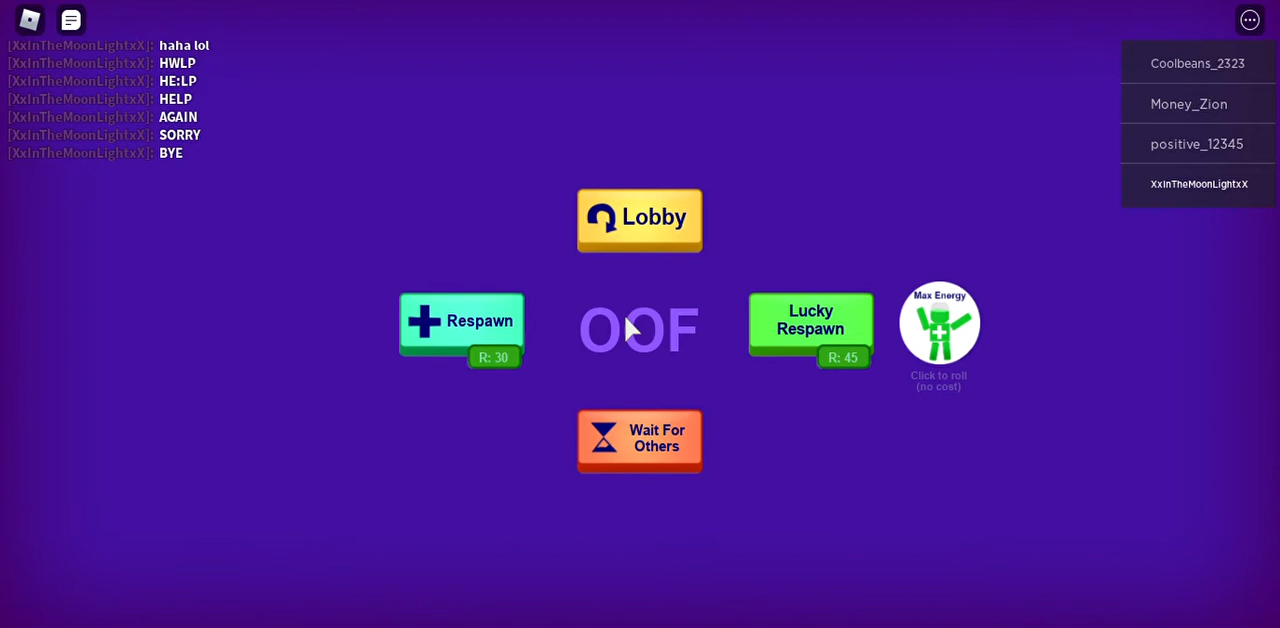 [XxInTheMoonLightxX]: haha lol
[XxInTheMoonLightxX]: HWLP
[XxInTheMoonLightxX]: HE:LP
[XxInTheMoonLightxX]: HELP
[XxInTheMoonLightxX]: AGAIN
[XxInTheMoonLightxX]: SORRY
[XxInTheMoonLightxX]: BYE
Coolbeans_2323
Money_Zion
positive_12345
XxInTheMoonLightxX
Lobby
Respawn
R: 30
OOF
Lucky
Respawn
R: 45
Max Energy
Click to roll
(no cost)
Wait For
Others